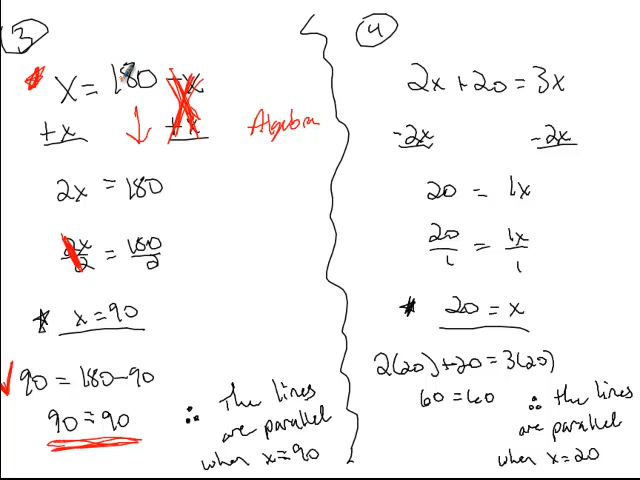 3
* x = 180 - x
+x +x Algebra
2x = 180
2x/2 = 180/2
* x = 90
90 = 180 - 90
90 = 90
∴ The lines
are parallel
when x = 90
4
2x + 20 = 3x
-2x -2x
20 = 1x
20/1 = 1x/1
* 20 = x
2(20) + 20 = 3(20)
60 = 60
∴ the lines
are parallel
when x = 20